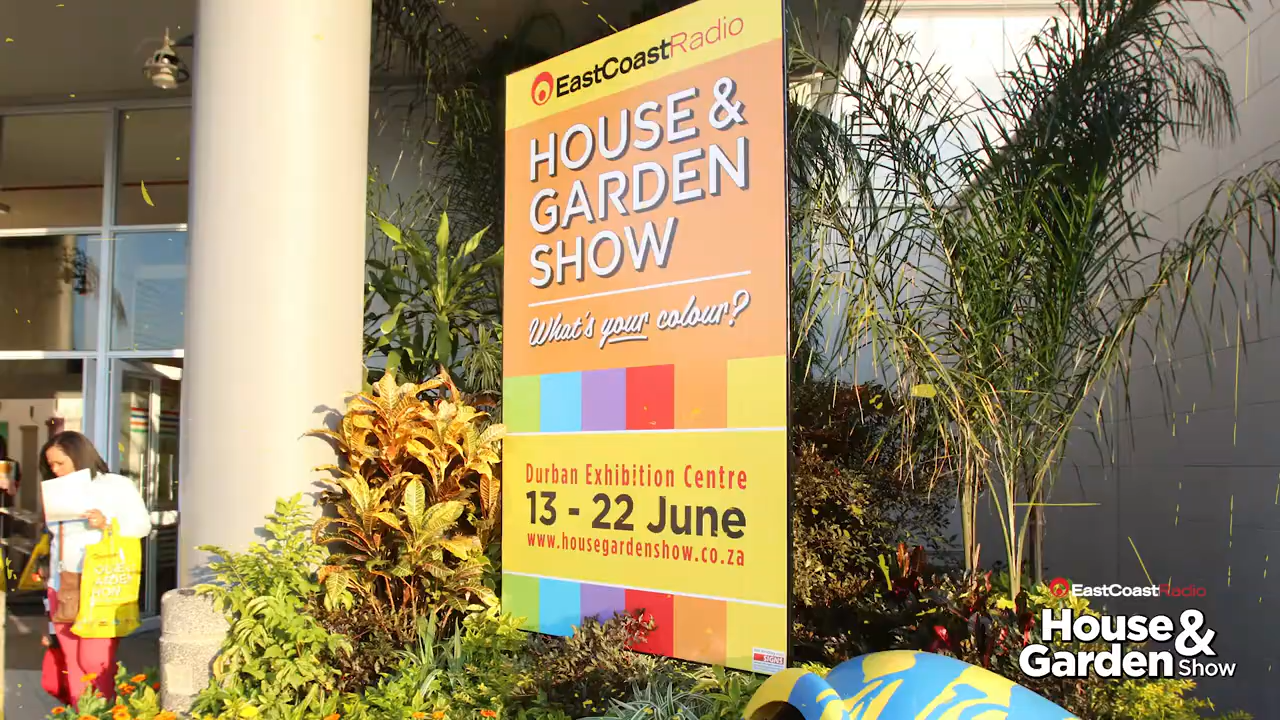 EastCoastRadio
HOUSE &
GARDEN
SHOW
What's your colour?
Durban Exhibition Centre
13 - 22 June
www.housegardenshow.co.za
EastCoastRadio
House &
Garden Show